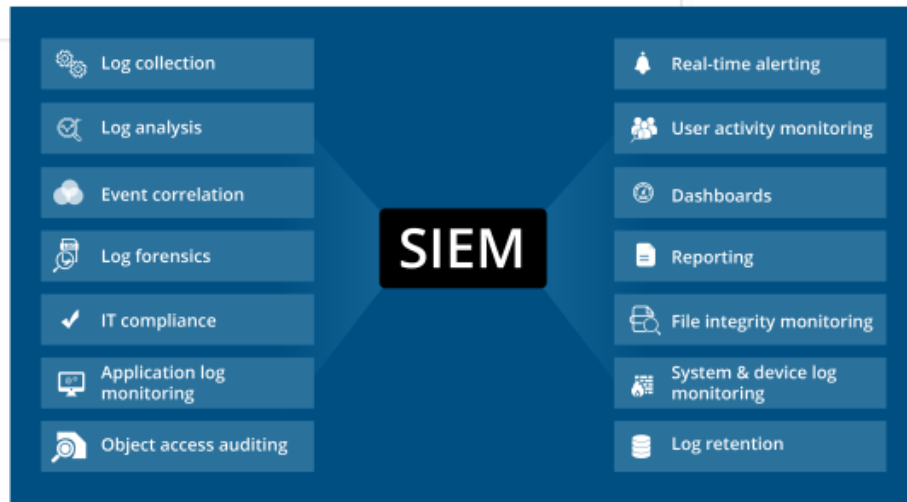 Log collection
Log analysis
Event correlation
Log forensics
IT compliance
Application log
monitoring
Object access auditing
SIEM
Real-time alerting
User activity monitoring
Dashboards
Reporting
File integrity monitoring
System & device log
monitoring
Log retention